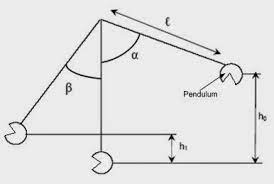 ℓ
α
β
Pendulum
h₀
h₁